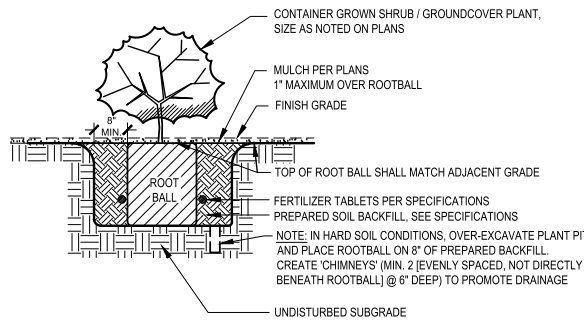 CONTAINER GROWN SHRUB / GROUNDCOVER PLANT,
SIZE AS NOTED ON PLANS
MULCH PER PLANS
1" MAXIMUM OVER ROOTBALL
FINISH GRADE
8"
MIN.
TOP OF ROOT BALL SHALL MATCH ADJACENT GRADE
ROOT
BALL
FERTILIZER TABLETS PER SPECIFICATIONS
PREPARED SOIL BACKFILL, SEE SPECIFICATIONS
NOTE: IN HARD SOIL CONDITIONS, OVER-EXCAVATE PLANT PI
AND PLACE ROOTBALL ON 8" OF PREPARED BACKFILL.
CREATE 'CHIMNEYS' (MIN. 2 [EVENLY SPACED, NOT DIRECTLY
BENEATH ROOTBALL] @ 6" DEEP) TO PROMOTE DRAINAGE
UNDISTURBED SUBGRADE